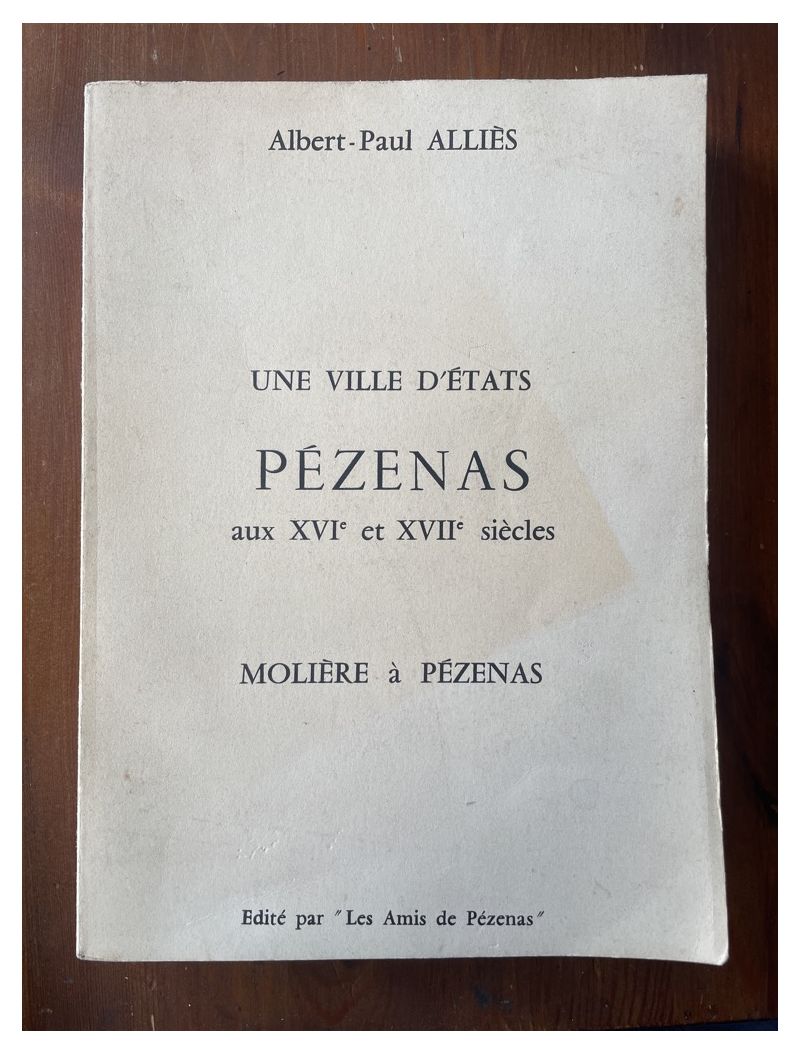 Albert-Paul ALLIÈS
UNE VILLE D'ÉTATS
PÉZENAS
aux XVIᵉ et XVIIᵉ siècles
MOLIÈRE à PÉZENAS
Edité par "Les Amis de Pézenas"